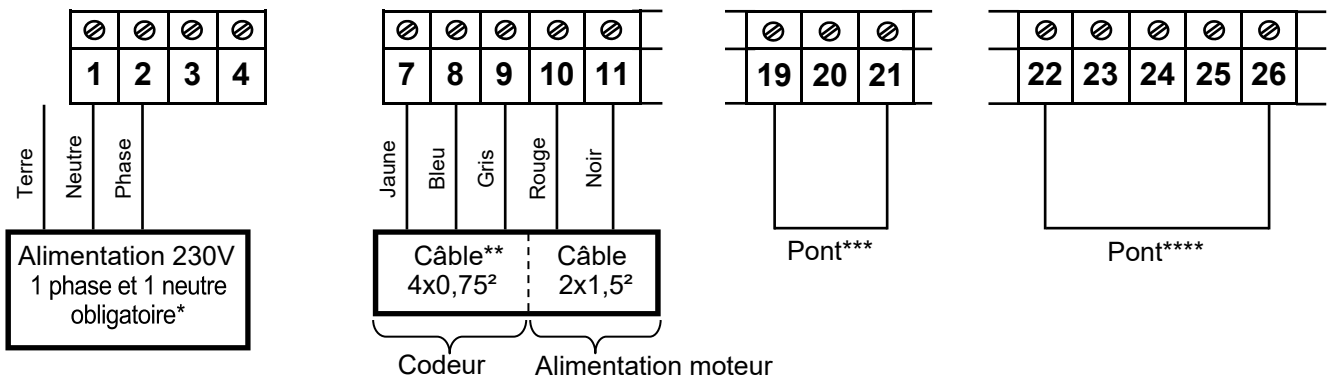 1 2 3 4
7 8 9 10 11
19 20 21
22 23 24 25 26
Terre
Neutre
Phase
Jaune
Bleu
Gris
Rouge
Noir
Alimentation 230V
1 phase et 1 neutre
obligatoire*
Câble**
4x0,75²
Câble
2x1,5²
Pont***
Pont****
Codeur
Alimentation moteur